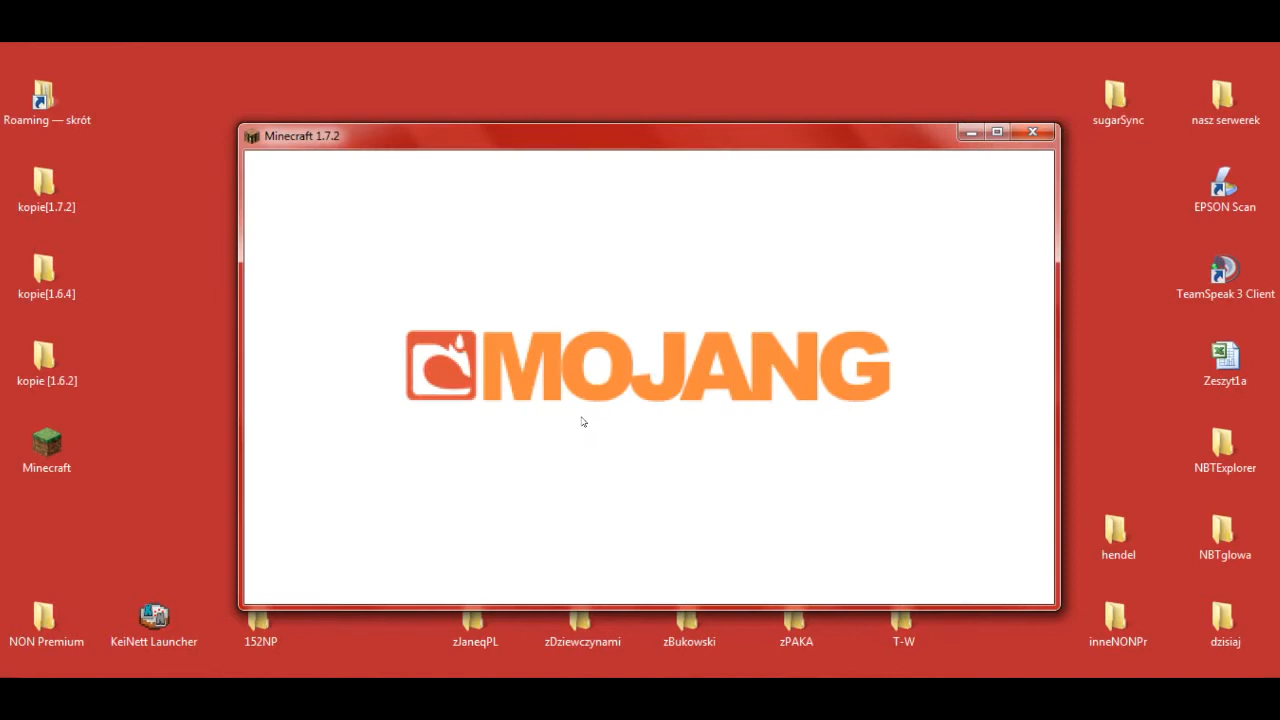 Roaming — skrót
sugarSync
nasz serwerek
Minecraft 1.7.2
kopie[1.7.2]
EPSON Scan
kopie[1.6.4]
TeamSpeak 3 Client
MOJANG
kopie [1.6.2]
Zeszyt1a
Minecraft
NBTExplorer
hendel
NBTglowa
NON Premium
KeiNett Launcher
152NP
zJaneqPL
zDziewczynami
zBukowski
zPAKA
T-W
inneNONPr
dzisiaj